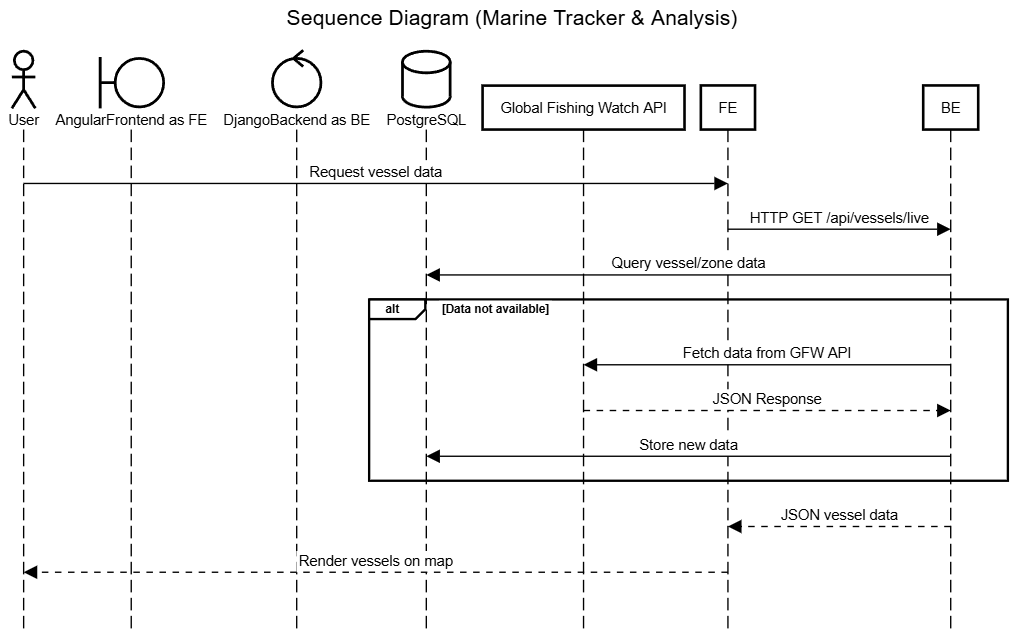 Sequence Diagram (Marine Tracker & Analysis)
User
AngularFrontend as FE
DjangoBackend as BE
PostgreSQL
Global Fishing Watch API
FE
BE
Request vessel data
HTTP GET /api/vessels/live
Query vessel/zone data
alt
[Data not available]
Fetch data from GFW API
JSON Response
Store new data
JSON vessel data
Render vessels on map